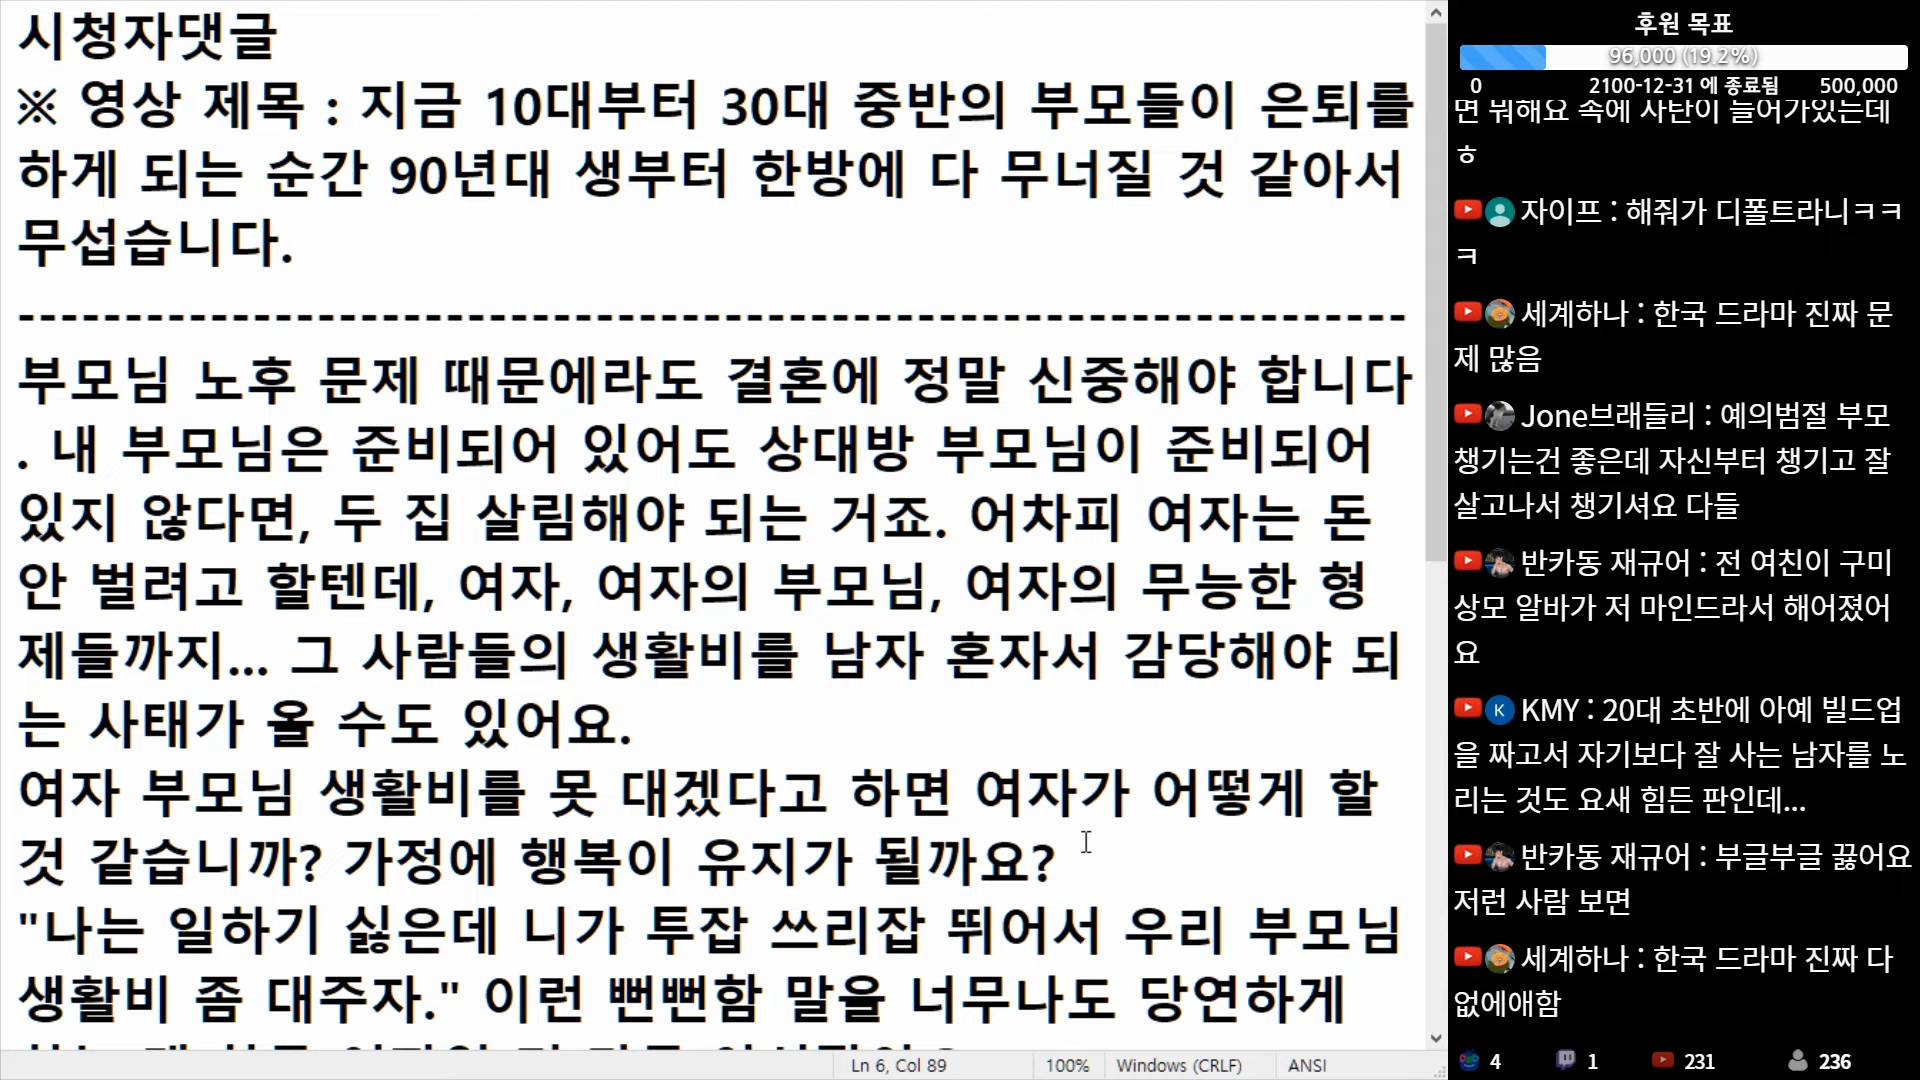 시청자댓글
※ 영상 제목 : 지금 10대부터 30대 중반의 부모들이 은퇴를
하게 되는 순간 90년대 생부터 한방에 다 무너질 것 같아서
무섭습니다.
-----------------------------------------------------------------
부모님 노후 문제 때문에라도 결혼에 정말 신중해야 합니다
. 내 부모님은 준비되어 있어도 상대방 부모님이 준비되어
있지 않다면, 두 집 살림해야 되는 거죠. 어차피 여자는 돈
안 벌려고 할텐데, 여자, 여자의 부모님, 여자의 무능한 형
제들까지... 그 사람들의 생활비를 남자 혼자서 감당해야 되
는 사태가 올 수도 있어요.
여자 부모님 생활비를 못 대겠다고 하면 여자가 어떻게 할
것 같습니까? 가정에 행복이 유지가 될까요?
"나는 일하기 싫은데 니가 투잡 쓰리잡 뛰어서 우리 부모님
생활비 좀 대주자." 이런 뻔뻔함 말을 너무나도 당연하게
Ln 6, Col 89
100%
Windows (CRLF)
ANSI
후원 목표
96,000 (19.2%)
0 2100-12-31 에 종료됨 500,000
면 뭐해요 속에 사탄이 들어가있는데
ㅎ
자이프 : 해줘가 디폴트라니ㅋㅋ
ㅋ
세계하나 : 한국 드라마 진짜 문
제 많음
Jone브래들리 : 예의범절 부모
챙기는건 좋은데 자신부터 챙기고 잘
살고나서 챙기셔요 다들
반카동 재규어 : 전 여친이 구미
상모 알바가 저 마인드라서 헤어졌어
요
K KMY : 20대 초반에 아예 빌드업
을 짜고서 자기보다 잘 사는 남자를 노
리는 것도 요새 힘든 판인데...
반카동 재규어 : 부글부글 끓어요
저런 사람 보면
세계하나 : 한국 드라마 진짜 다
없에애함
4 1 231 236